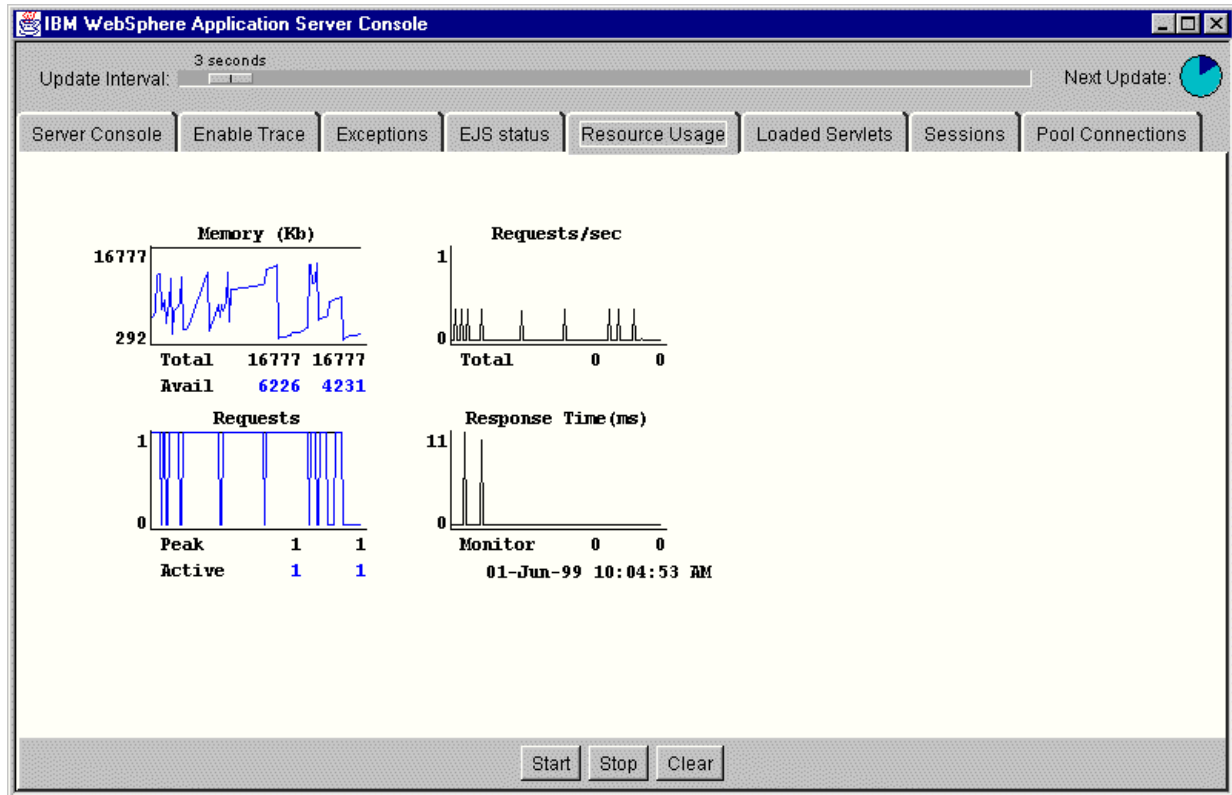 IBM WebSphere Application Server Console
3 seconds
Update Interval:
Next Update:
Server Console Enable Trace Exceptions EJS status Resource Usage Loaded Servlets Sessions Pool Connections
Memory (Kb)
16777
292
Total 16777 16777
Avail 6226 4231
Requests/sec
1
0
Total 0 0
Requests
1
0
Peak 1 1
Active 1 1
Response Time(ms)
11
0
Monitor 0 0
01-Jun-99 10:04:53 AM
Start Stop Clear